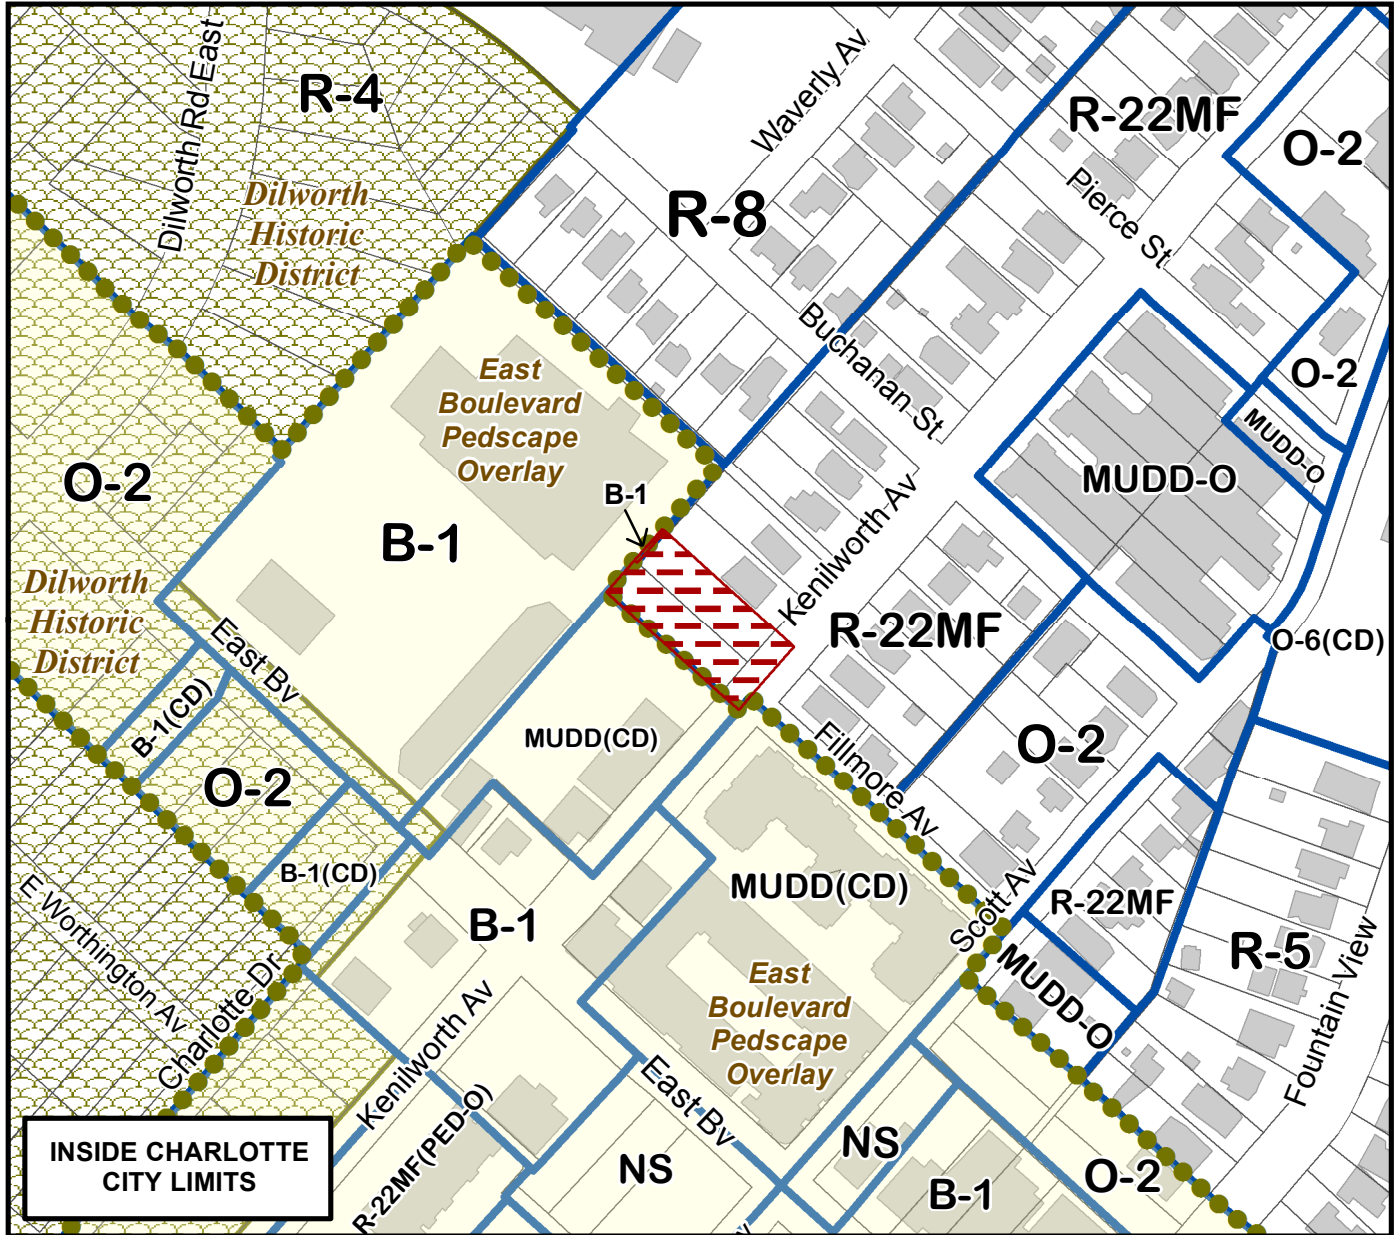 R-4
Dilworth Rd East
Dilworth
Historic
District
Waverly Av
R-22MF
O-2
R-8
Pierce St
Buchanan St
East
Boulevard
Pedscape
Overlay
O-2
MUDD-O
O-2
MUDD-O
B-1
B-1
Kenilworth Av
Dilworth
Historic
District
R-22MF
O-6(CD)
East Bv
B-1(CD)
MUDD(CD)
O-2
Fillmore Av
O-2
B-1(CD)
MUDD(CD)
R-22MF
Scott Av
B-1
R-5
E Worthington Av
MUDD-O
East
Boulevard
Pedscape
Overlay
Charlotte Dr
Kenilworth Av
Fountain View
East Bv
R-22MF(PED-O)
NS
NS
B-1
O-2
INSIDE CHARLOTTE
CITY LIMITS